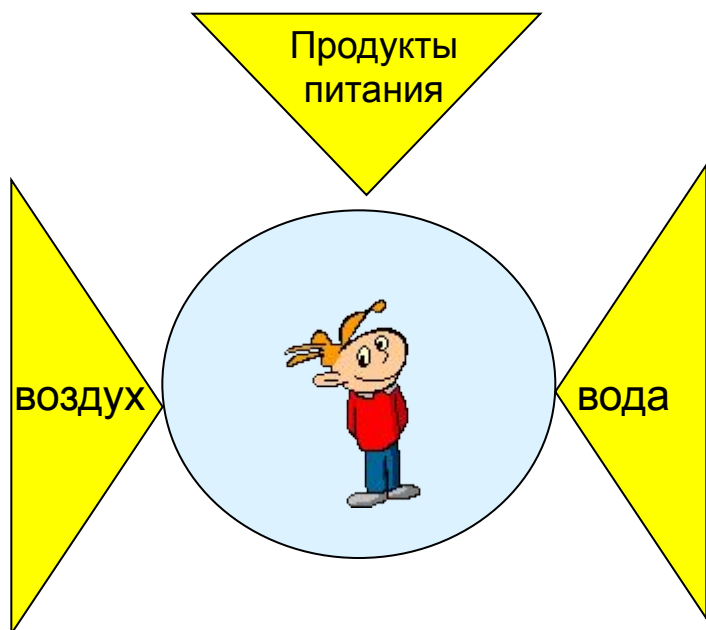 Продукты
питания
воздух
вода